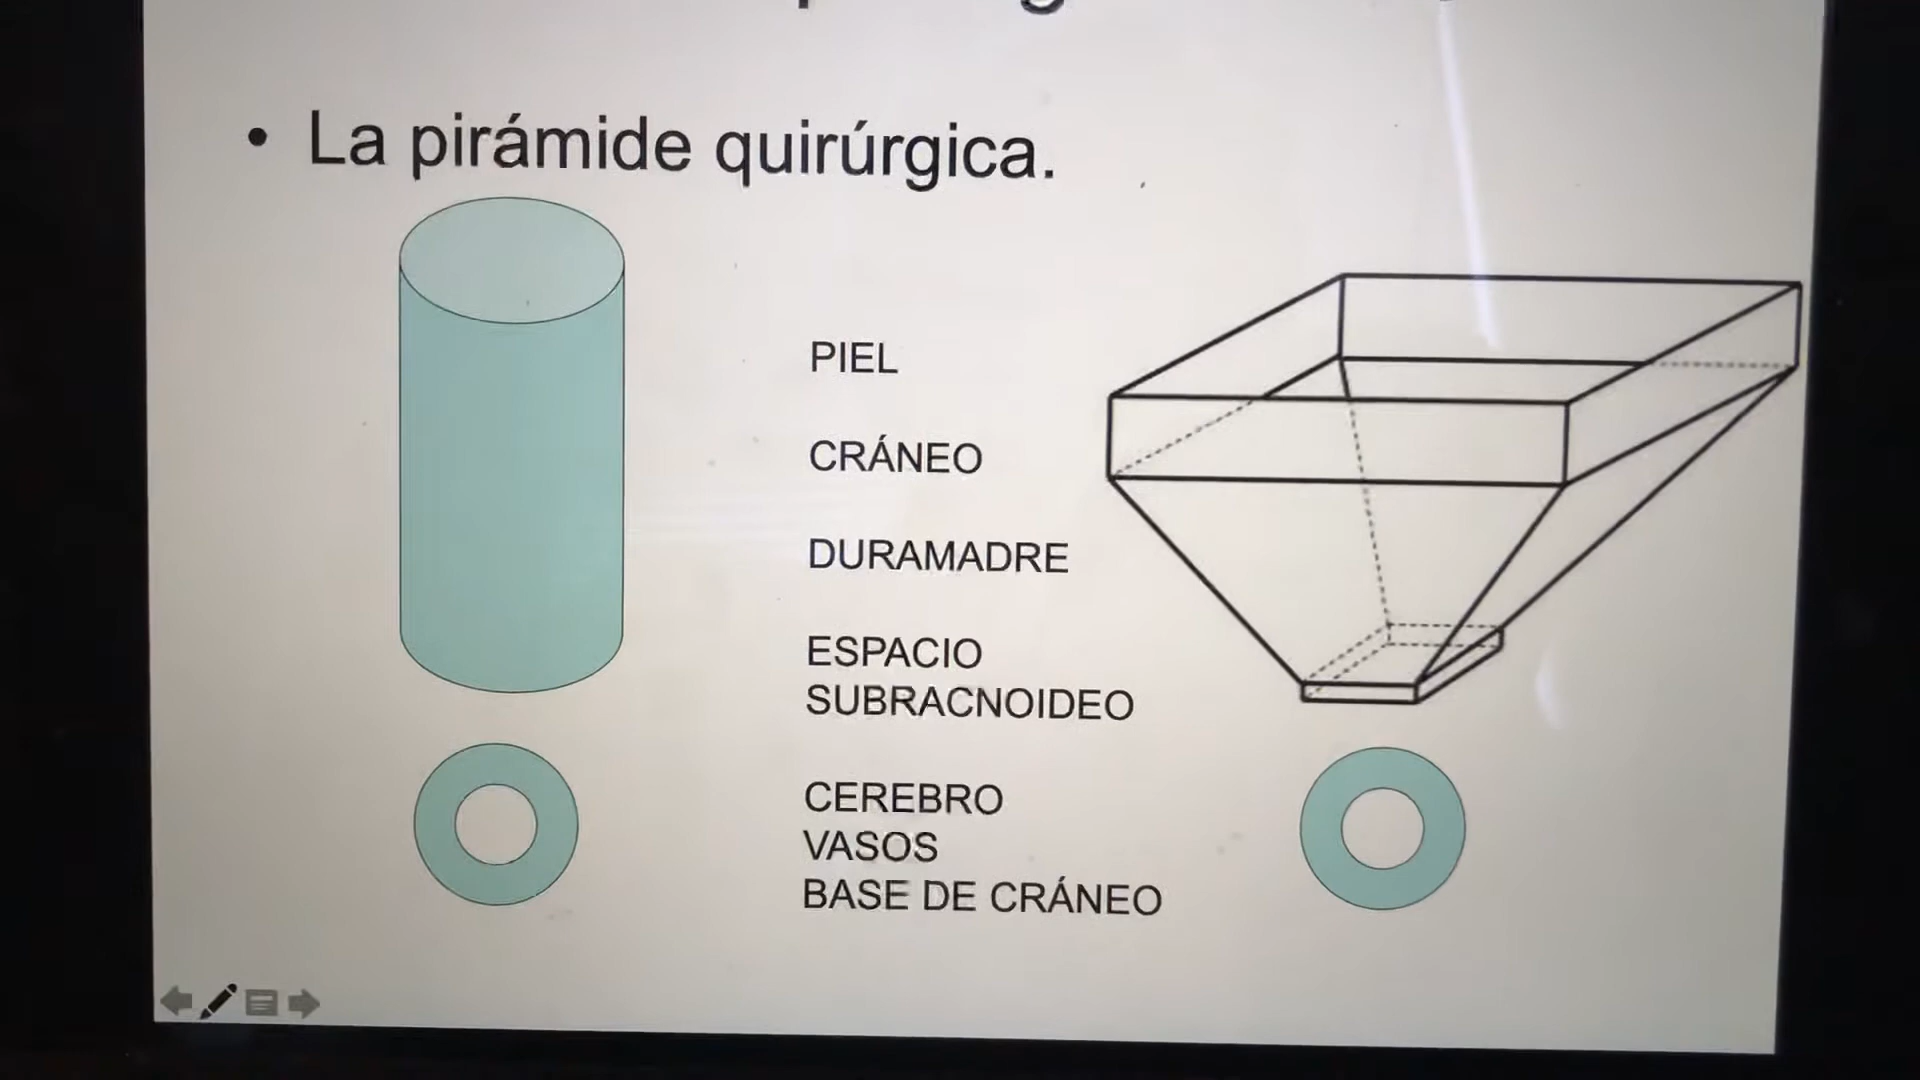 • La pirámide quirúrgica.
PIEL
CRÁNEO
DURAMADRE
ESPACIO
SUBRACNOIDEO
CEREBRO
VASOS
BASE DE CRÁNEO